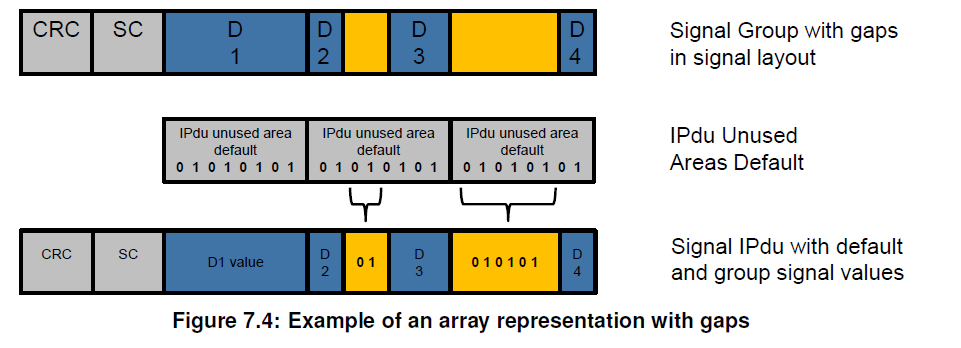 CRC SC D D D D
1 2 3 4
Signal Group with gaps
in signal layout
IPdu unused area IPdu unused area IPdu unused area
default default default
0 1 0 1 0 1 0 1 0 1 0 1 0 1 0 1 0 1 0 1 0 1 0 1
IPdu Unused
Areas Default
CRC SC D1 value D 0 1 D 0 1 0 1 0 1 D
2 3 4
Signal IPdu with default
and group signal values
Figure 7.4: Example of an array representation with gaps